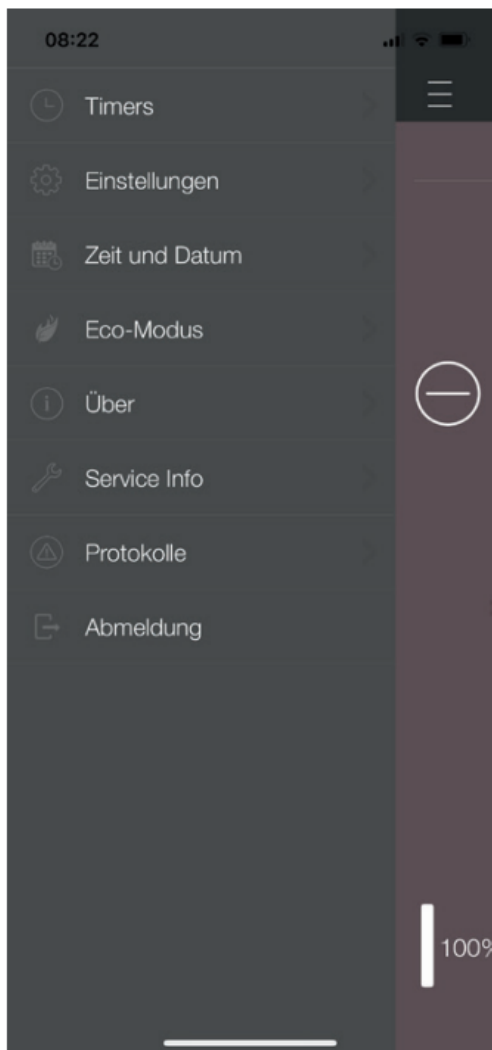 08:22
Timers
Einstellungen
Zeit und Datum
Eco-Modus
Über
Service Info
Protokolle
Abmeldung
100%